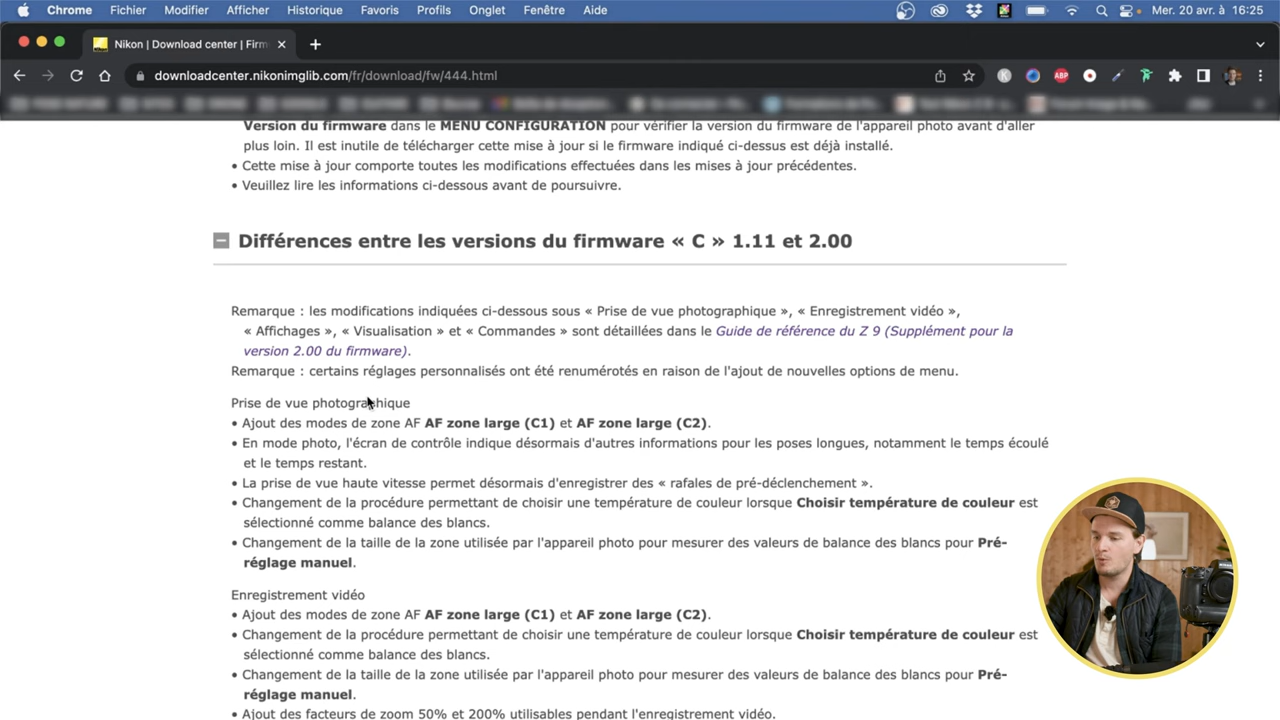 Chrome Fichier Modifier Afficher Historique Favoris Profils Onglet Fenêtre Aide Mer. 20 avr. à 16:25
Nikon | Download center | Firm
downloadcenter.nikonimglib.com/fr/download/fw/444.html
ABP
Version du firmware dans le MENU CONFIGURATION pour vérifier la version du firmware de l'appareil photo avant d'aller
plus loin. Il est inutile de télécharger cette mise à jour si le firmware indiqué ci-dessus est déjà installé.
• Cette mise à jour comporte toutes les modifications effectuées dans les mises à jour précédentes.
• Veuillez lire les informations ci-dessous avant de poursuivre.
Différences entre les versions du firmware « C » 1.11 et 2.00
Remarque : les modifications indiquées ci-dessous sous « Prise de vue photographique », « Enregistrement vidéo »,
« Affichages », « Visualisation » et « Commandes » sont détaillées dans le Guide de référence du Z 9 (Supplément pour la
version 2.00 du firmware).
Remarque : certains réglages personnalisés ont été renumérotés en raison de l'ajout de nouvelles options de menu.
Prise de vue photographique
• Ajout des modes de zone AF AF zone large (C1) et AF zone large (C2).
• En mode photo, l'écran de contrôle indique désormais d'autres informations pour les poses longues, notamment le temps écoulé
et le temps restant.
• La prise de vue haute vitesse permet désormais d'enregistrer des « rafales de pré-déclenchement ».
• Changement de la procédure permettant de choisir une température de couleur lorsque Choisir température de couleur est
sélectionné comme balance des blancs.
• Changement de la taille de la zone utilisée par l'appareil photo pour mesurer des valeurs de balance des blancs pour Pré-
réglage manuel.
Enregistrement vidéo
• Ajout des modes de zone AF AF zone large (C1) et AF zone large (C2).
• Changement de la procédure permettant de choisir une température de couleur lorsque Choisir température de couleur est
sélectionné comme balance des blancs.
• Changement de la taille de la zone utilisée par l'appareil photo pour mesurer des valeurs de balance des blancs pour Pré-
réglage manuel.
• Ajout des facteurs de zoom 50% et 200% utilisables pendant l'enregistrement vidéo.